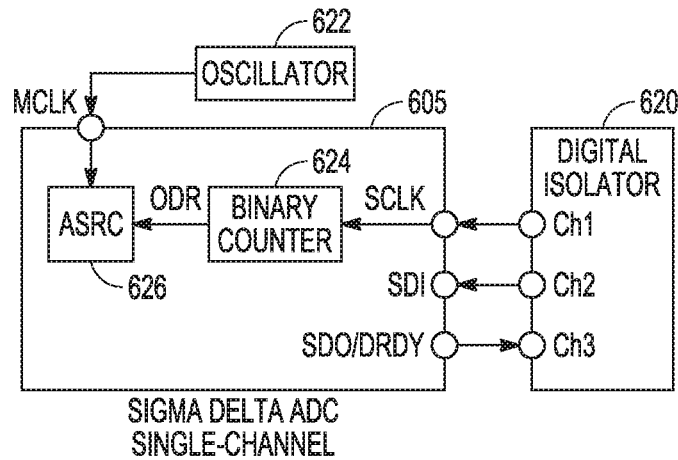 622
OSCILLATOR
MCLK
605
620
624
DIGITAL
ISOLATOR
ASRC
ODR
BINARY
COUNTER
SCLK
Ch1
626
SDI
Ch2
SDO/DRDY
Ch3
SIGMA DELTA ADC
SINGLE-CHANNEL